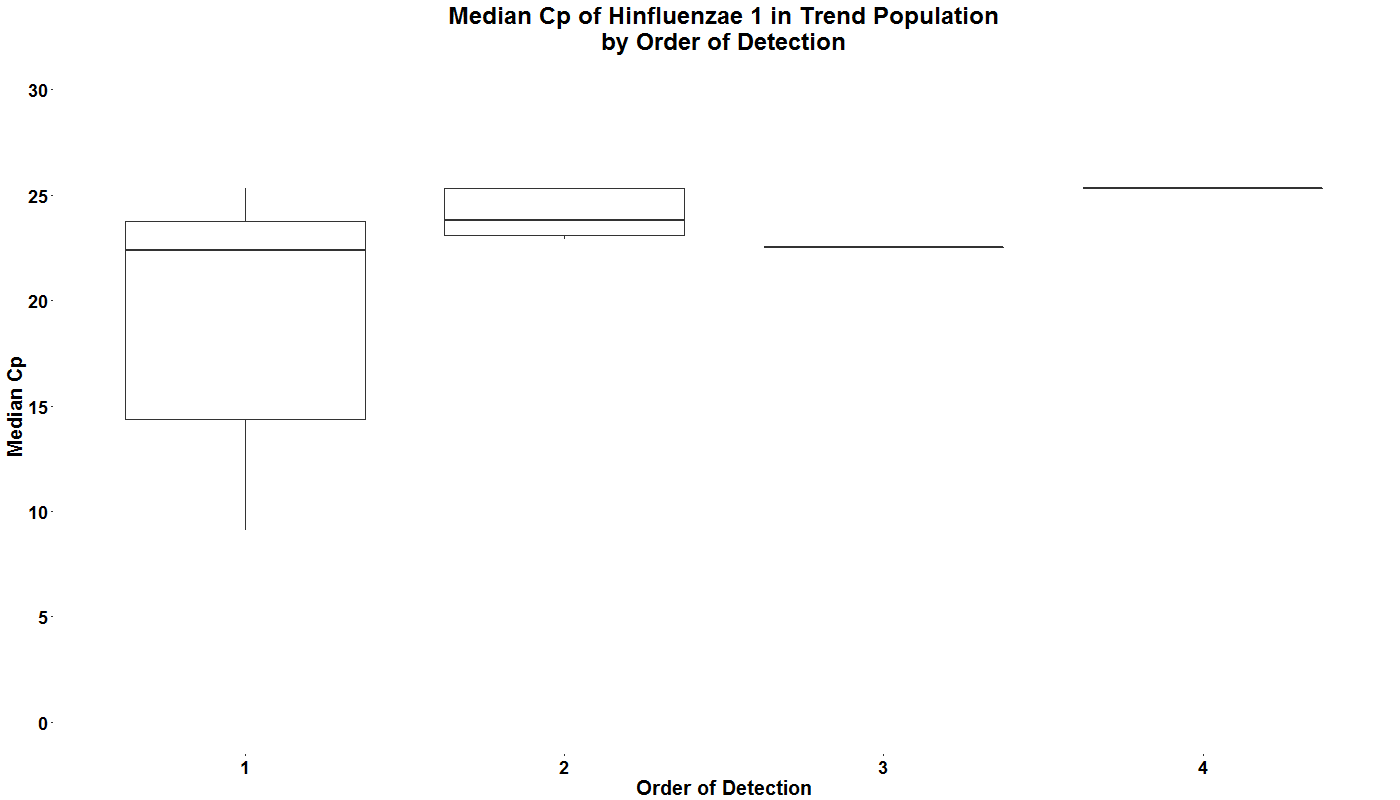 Median Cp of Hinfluenzae 1 in Trend Population
by Order of Detection
30
25
20
15
10
5
0
Median Cp
1 2 3 4
Order of Detection